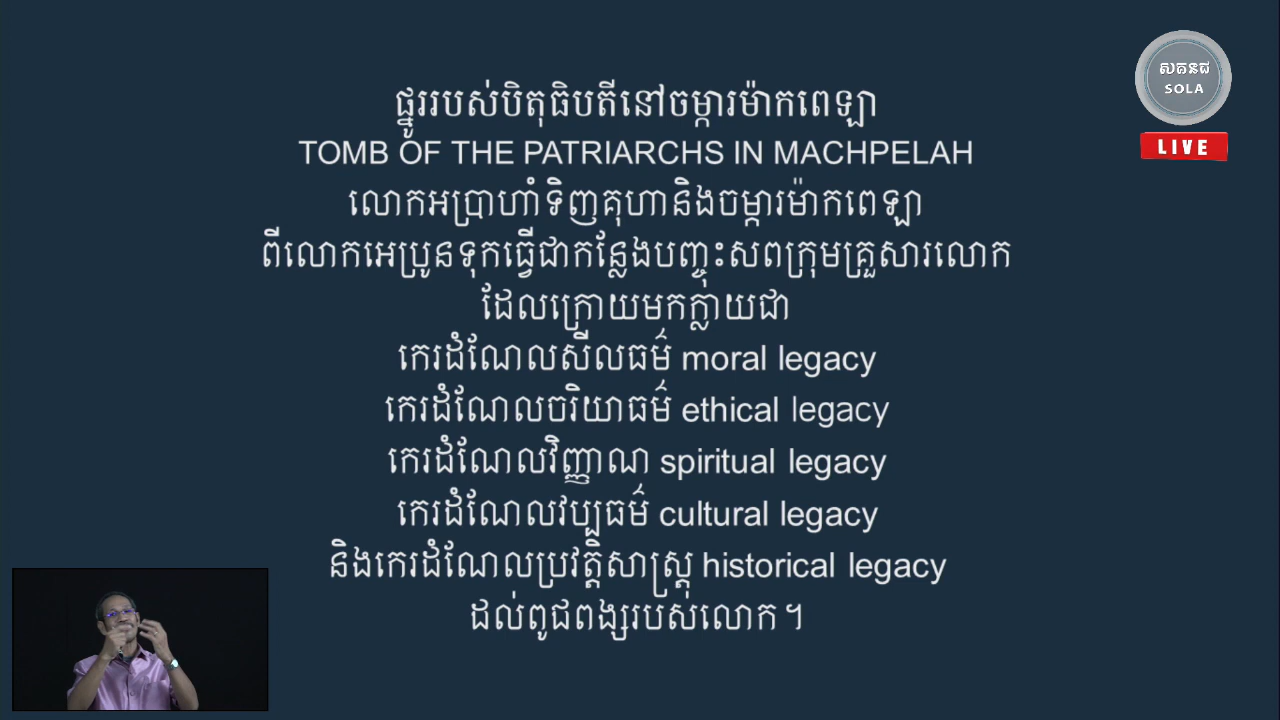 ផ្នូររបស់បិតុធិបតីនៅចម្ការម៉ាកពេឡា
TOMB OF THE PATRIARCHS IN MACHPELAH
លោកអប្រាហាំទិញគុហានិងចម្ការម៉ាកពេឡា
ពីលោកអេប្រូនទុកធ្វើជាកន្លែងបញ្ចុះសពក្រុមគ្រួសារលោក
ដែលក្រោយមកក្លាយជា
កេរដំណែលសីលធម៌ moral legacy
កេរដំណែលចរិយាធម៌ ethical legacy
កេរដំណែលវិញ្ញាណ spiritual legacy
កេរដំណែលវប្បធម៌ cultural legacy
និងកេរដំណែលប្រវត្តិសាស្ត្រ historical legacy
ដល់ពូជពង្សរបស់លោក។
សគនជ
SOLA
LIVE